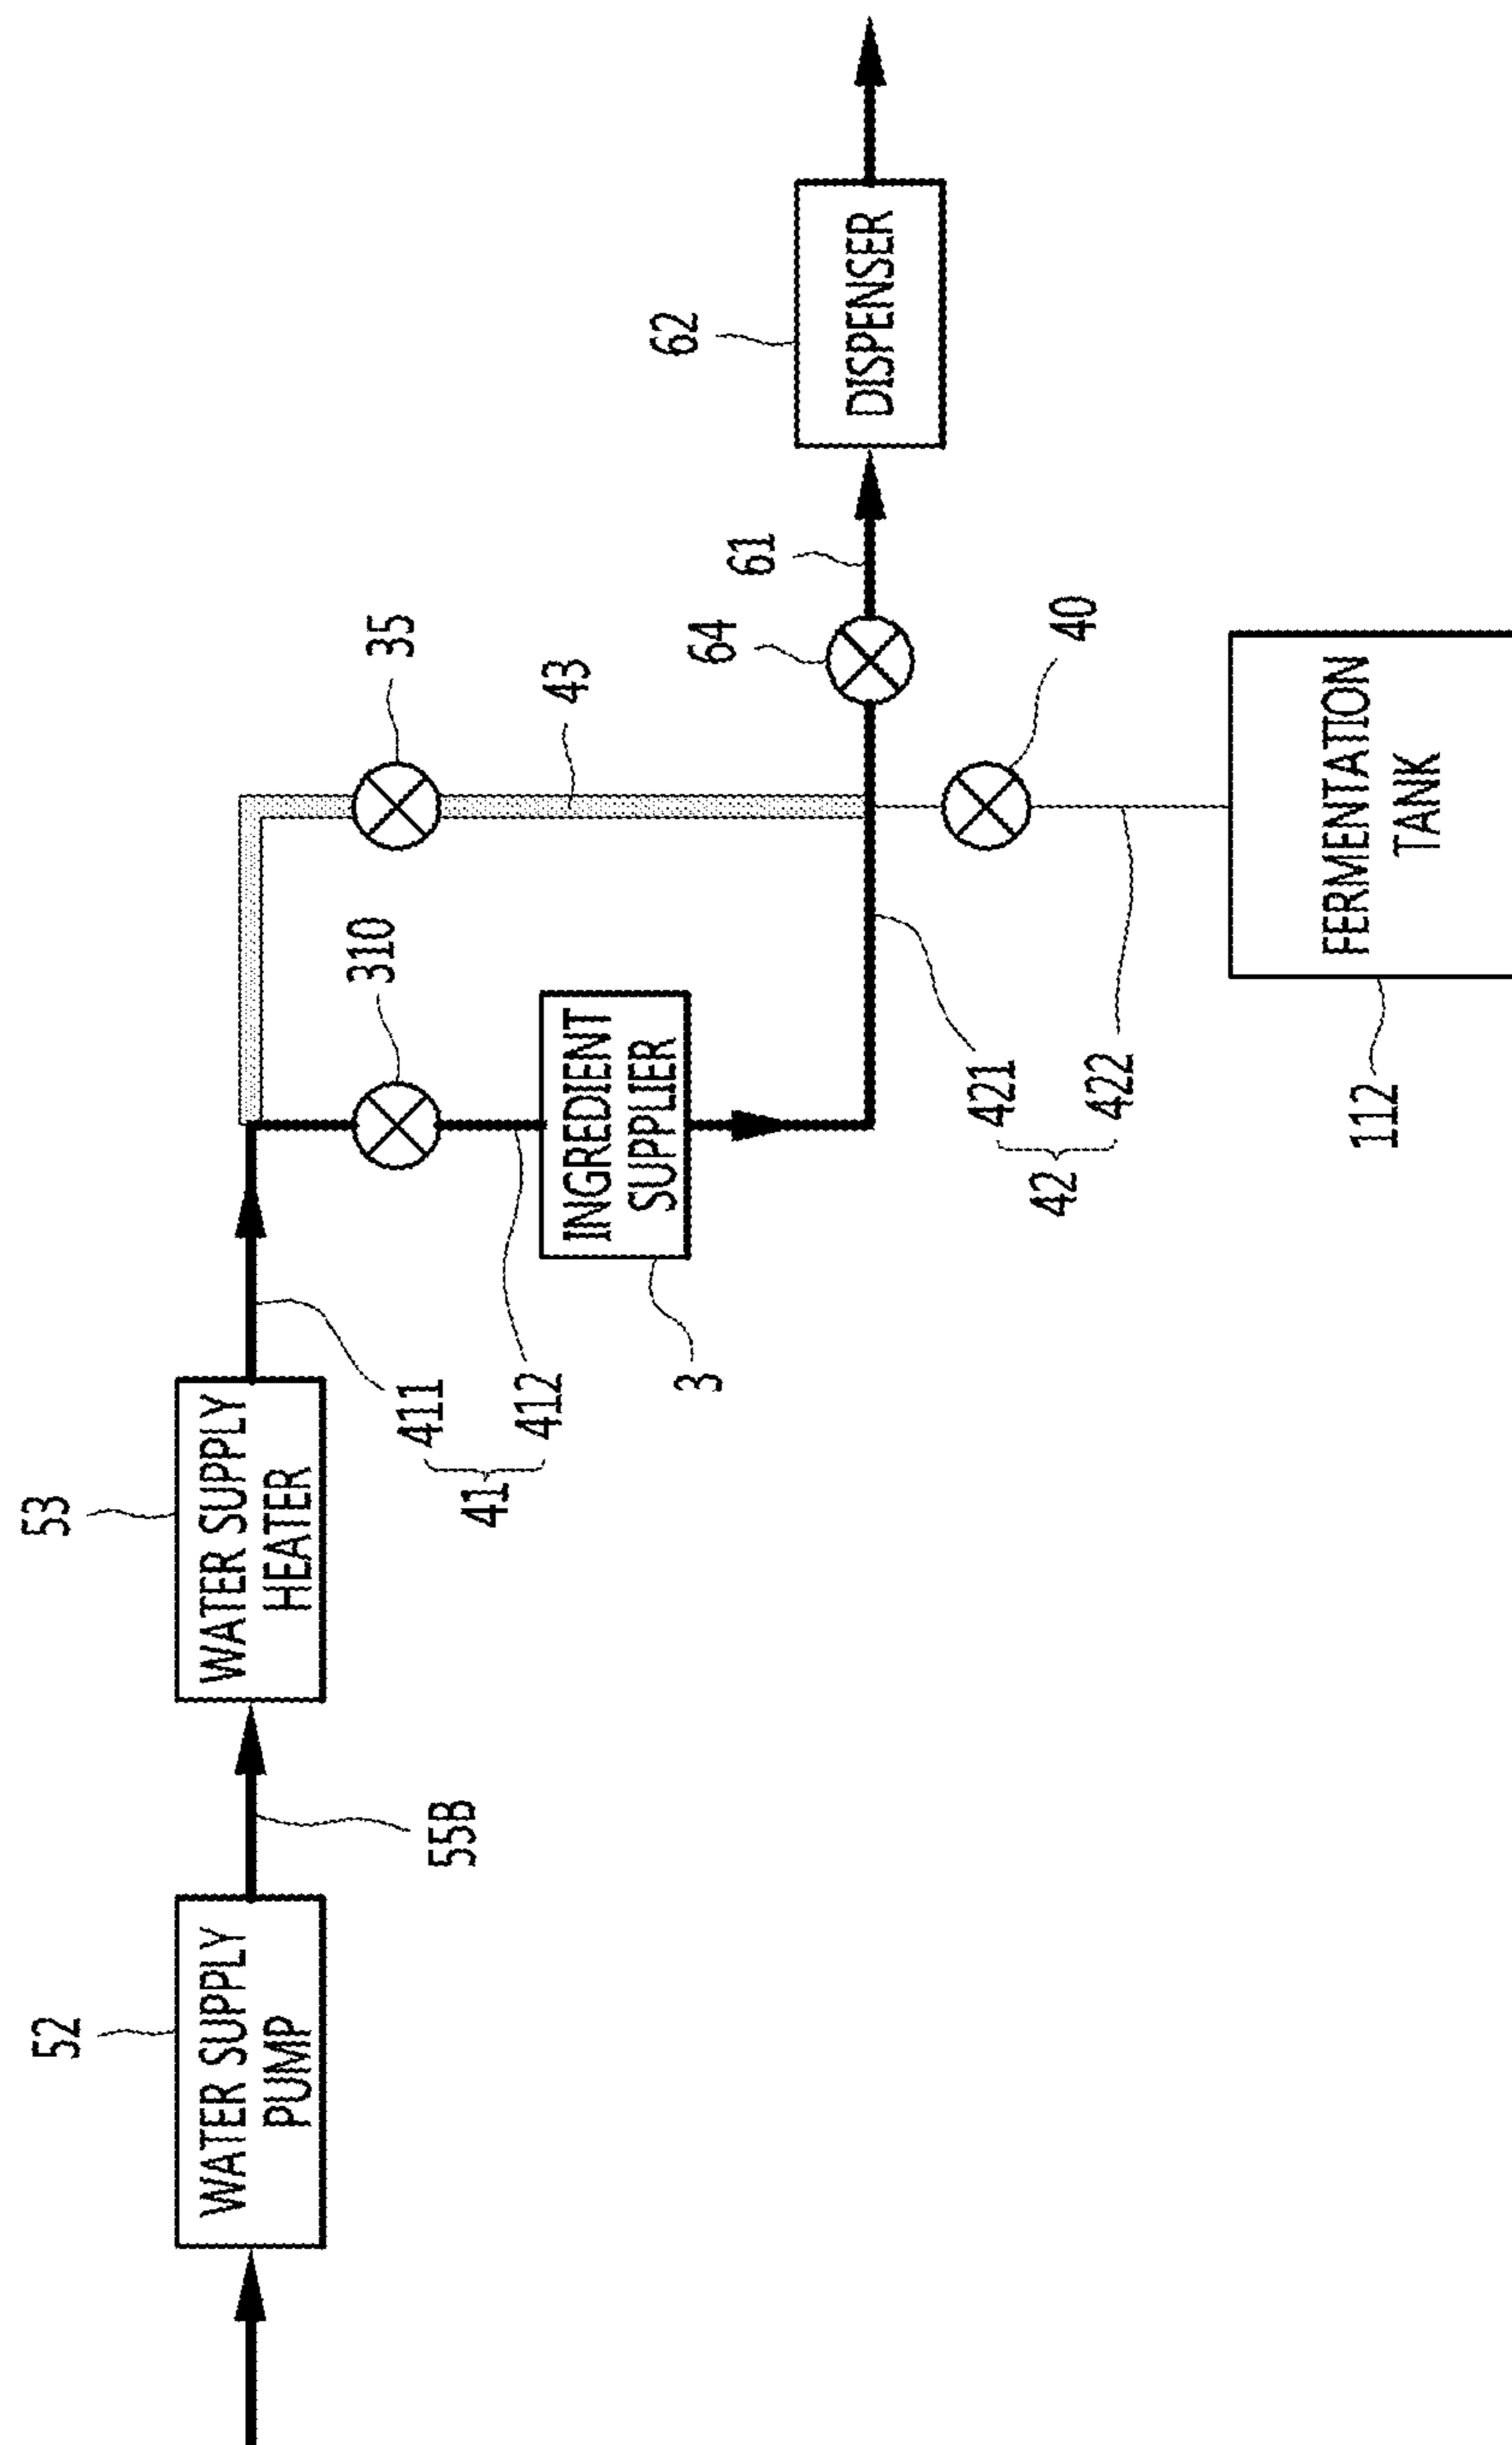 52
WATER SUPPLY
PUMP
55B
53
WATER SUPPLY
HEATER
411
412
41
310
35
43
INGREDIENT
SUPPLIER
3
421
422
42
64
61
62
DISPENSER
40
FERMENTATION
TANK
112